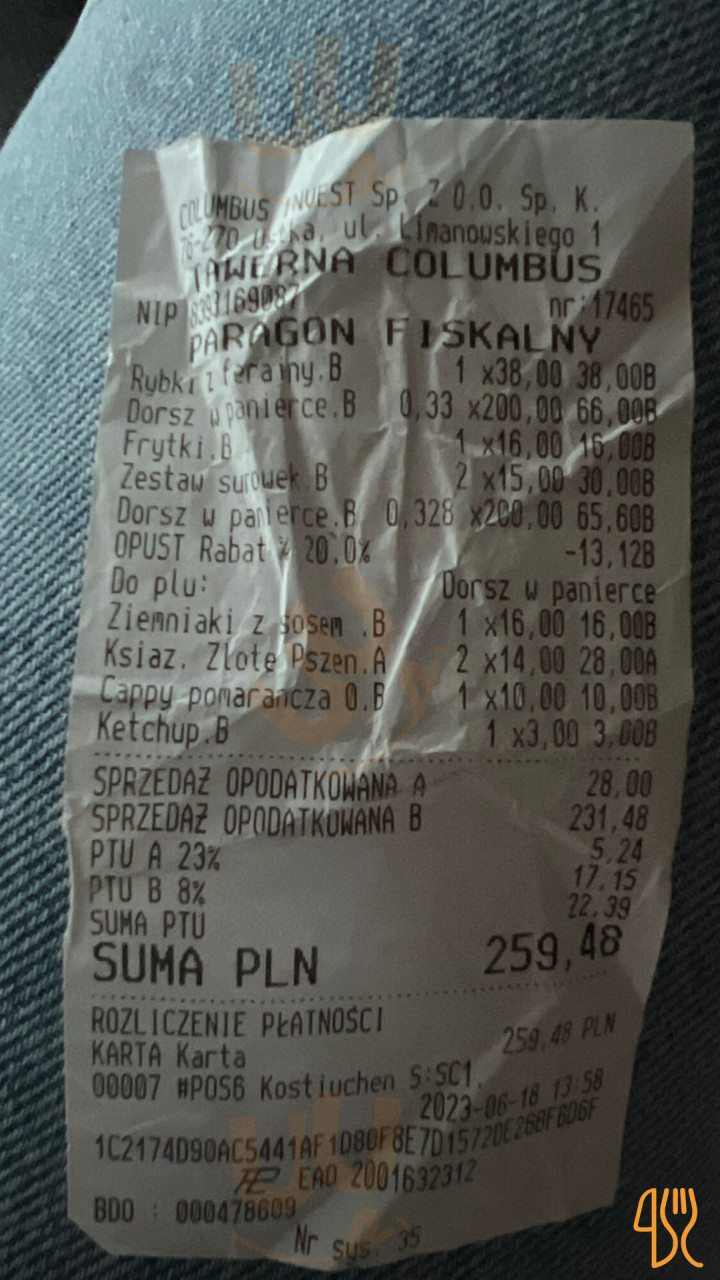 COLUMBUS INVEST Sp. Z O.O. Sp. K.
76-270 Ustka, ul. Limanowskiego 1
TAWERNA COLUMBUS
NIP 8393169087 nr:17465
PARAGON FISKALNY
Rybki z ferajny.B 1 x38,00 38,00B
Dorsz w panierce.B 0,33 x200,00 66,00B
Frytki.B 1 x16,00 16,00B
Zestaw surowek.B 2 x15,00 30,00B
Dorsz w panierce.B 0,328 x200,00 65,60B
OPUST Rabat % 20,0% -13,12B
Do plu: Dorsz w panierce
Ziemniaki z sosem .B 1 x16,00 16,00B
Ksiaz. Zlote Pszen.A 2 x14,00 28,00A
Cappy pomarancza 0.B 1 x10,00 10,00B
Ketchup.B 1 x3,00 3,00B
SPRZEDAŻ OPODATKOWANA A 28,00
SPRZEDAŻ OPODATKOWANA B 231,48
PTU A 23% 5,24
PTU B 8% 17,15
SUMA PTU 22,39
SUMA PLN 259,48
ROZLICZENIE PŁATNOŚCI
KARTA Karta 259,48 PLN
00007 #POS6 Kostiuchen S:SC1,
2023-06-18 13:58
1C2174D90AC5441AF1D80F8E7D1572DE268F6D6F
EAO 2001632312
BDO : 000478609
Nr sys. 35